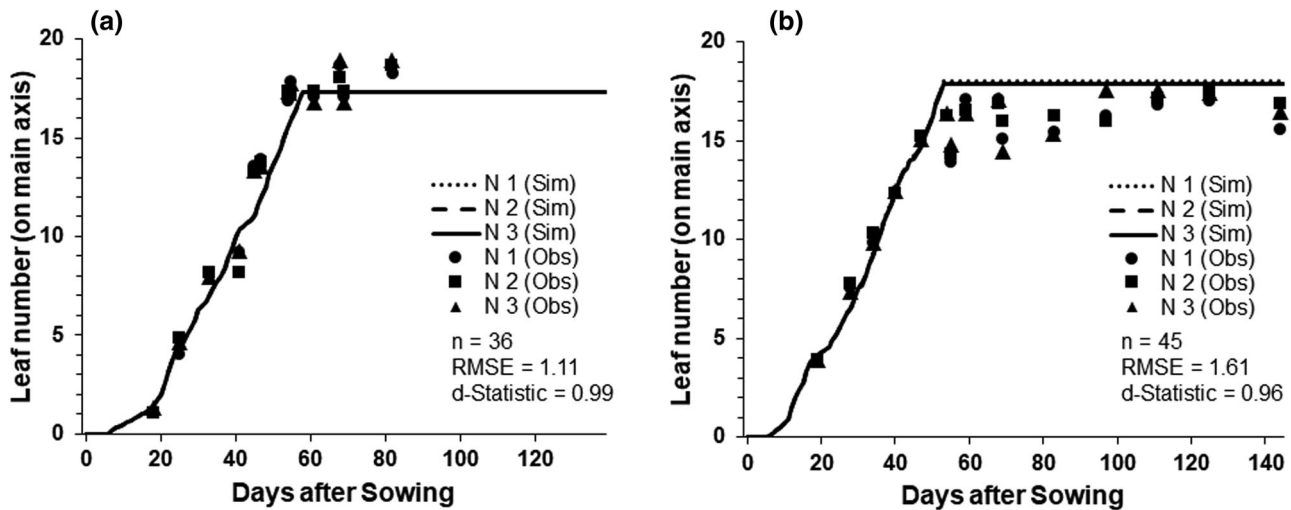 (a)
Leaf number (on main axis)
20
15
10
5
0
N 1 (Sim)
N 2 (Sim)
N 3 (Sim)
N 1 (Obs)
N 2 (Obs)
N 3 (Obs)
n = 36
RMSE = 1.11
d-Statistic = 0.99
0 20 40 60 80 100 120
Days after Sowing
(b)
Leaf number (on main axis)
20
15
10
5
0
N 1 (Sim)
N 2 (Sim)
N 3 (Sim)
N 1 (Obs)
N 2 (Obs)
N 3 (Obs)
n = 45
RMSE = 1.61
d-Statistic = 0.96
0 20 40 60 80 100 120 140
Days after Sowing